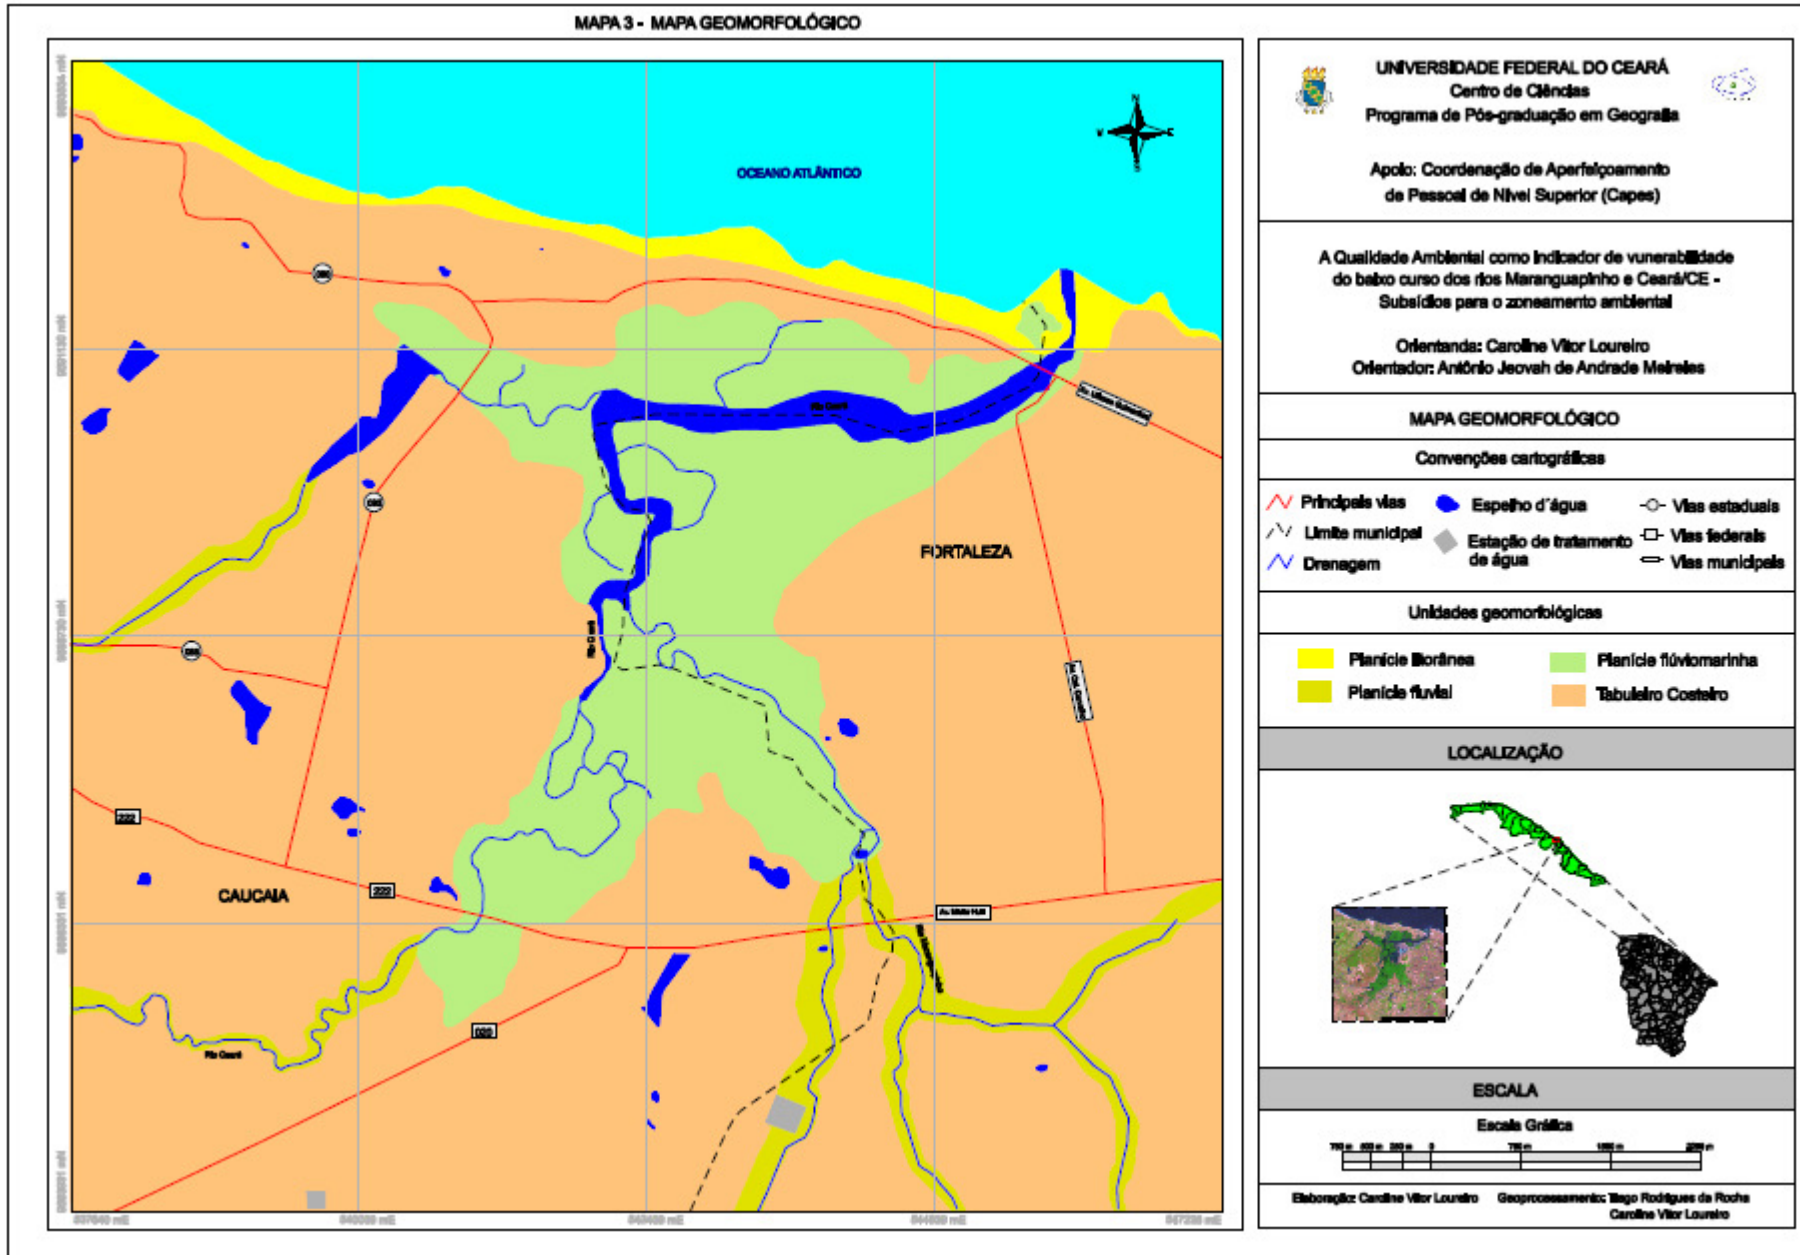 MAPA 3 - MAPA GEOMORFOLÓGICO
OCEANO ATLÂNTICO
Rio Ceará
FORTALEZA
Rio Ceará
222
222
CAUCAIA
020
Rio Ceará
UNIVERSIDADE FEDERAL DO CEARÁ
Centro de Ciências
Programa de Pós-graduação em Geografia
Apoio: Coordenação de Aperfeiçoamento
de Pessoal de Nível Superior (Capes)
A Qualidade Ambiental como indicador de vunerabilidade
do baixo curso dos rios Maranguapinho e Ceará/CE -
Subsídios para o zoneamento ambiental
Orientanda: Caroline Vitor Loureiro
Orientador: Antônio Jeovah de Andrade Meireles
MAPA GEOMORFOLÓGICO
Convenções cartográficas
Principais vias
Espelho d´água
Vias estaduais
Limite municipal
Estação de tratamento
de água
Vias federais
Drenagem
Vias municipais
Unidades geomorfológicas
Planície litorânea
Planície flúviomarinha
Planície fluvial
Tabuleiro Costeiro
LOCALIZAÇÃO
ESCALA
Escala Gráfica
Elaboração: Caroline Vitor Loureiro
Geoprocessamento: Tiago Rodrigues da Rocha
Caroline Vitor Loureiro